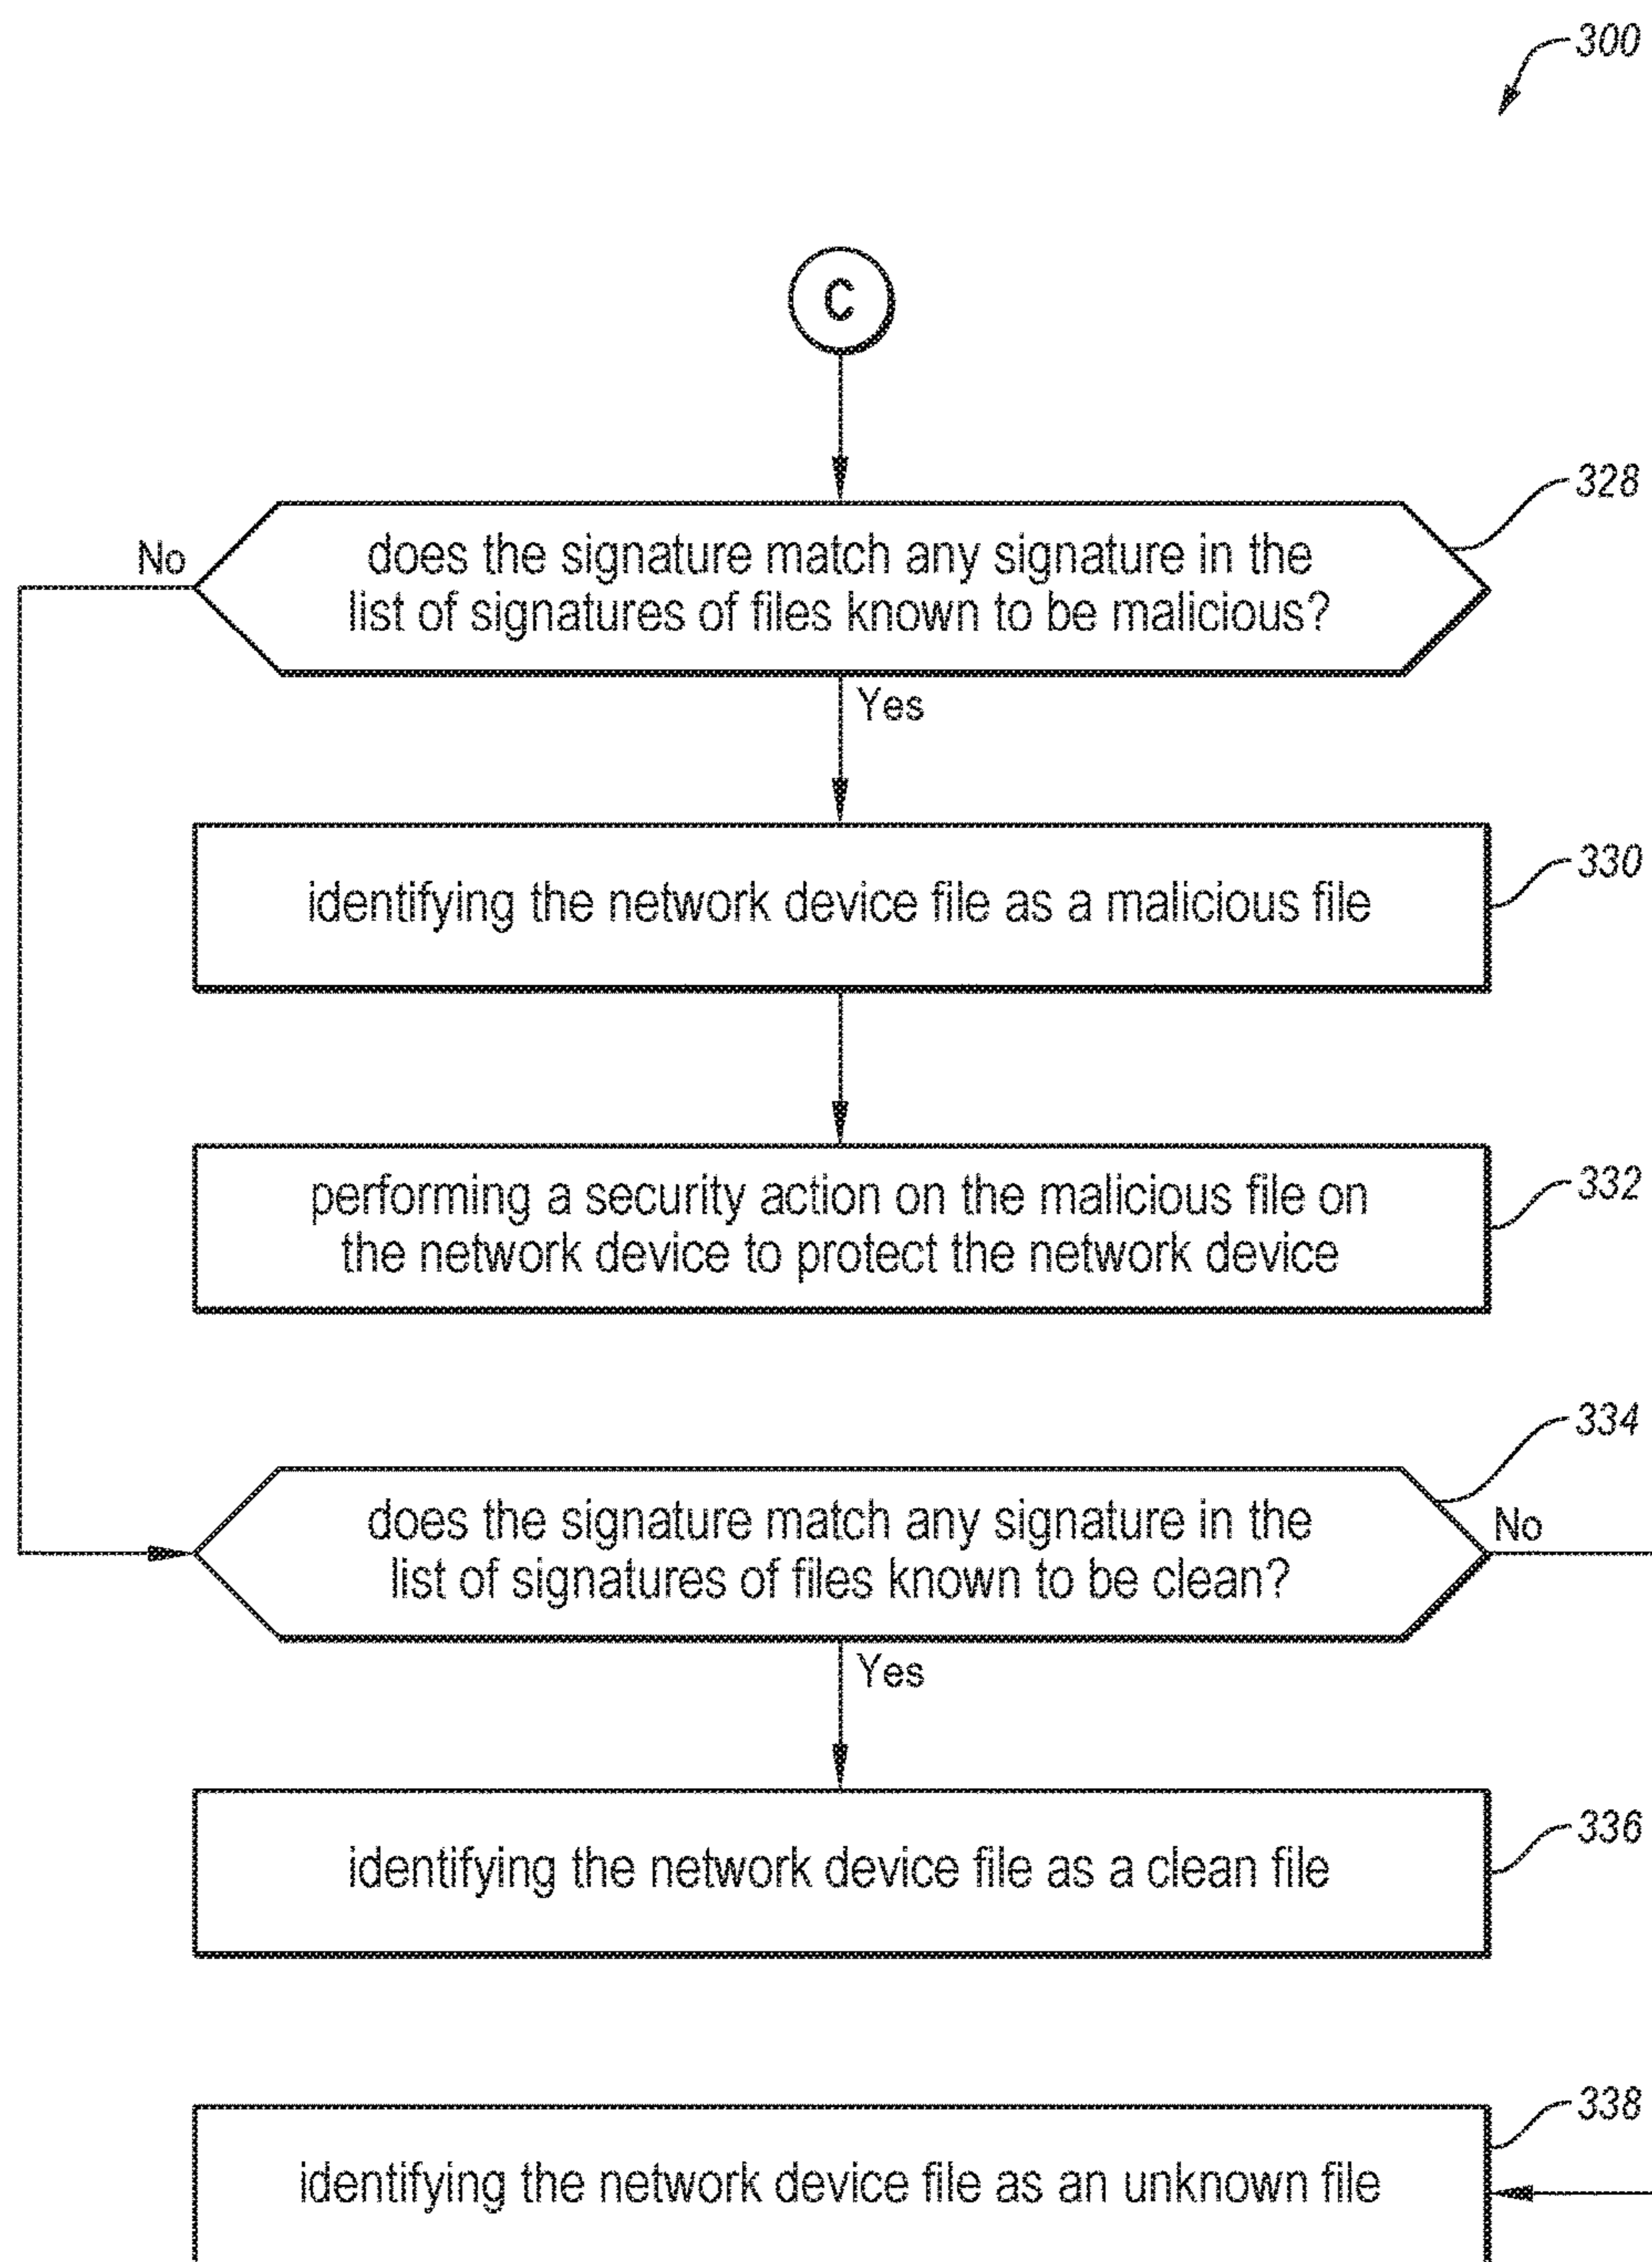 300
C
328
No
does the signature match any signature in the
list of signatures of files known to be malicious?
Yes
330
identifying the network device file as a malicious file
332
performing a security action on the malicious file on
the network device to protect the network device
334
does the signature match any signature in the
list of signatures of files known to be clean?
No
Yes
336
identifying the network device file as a clean file
338
identifying the network device file as an unknown file